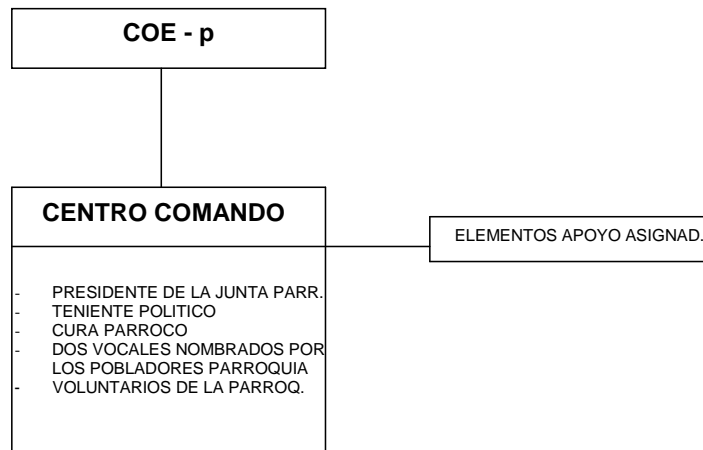 COE - p
CENTRO COMANDO
ELEMENTOS APOYO ASIGNAD.
- PRESIDENTE DE LA JUNTA PARR.
- TENIENTE POLITICO
- CURA PARROCO
- DOS VOCALES NOMBRADOS POR
LOS POBLADORES PARROQUIA
- VOLUNTARIOS DE LA PARROQ.